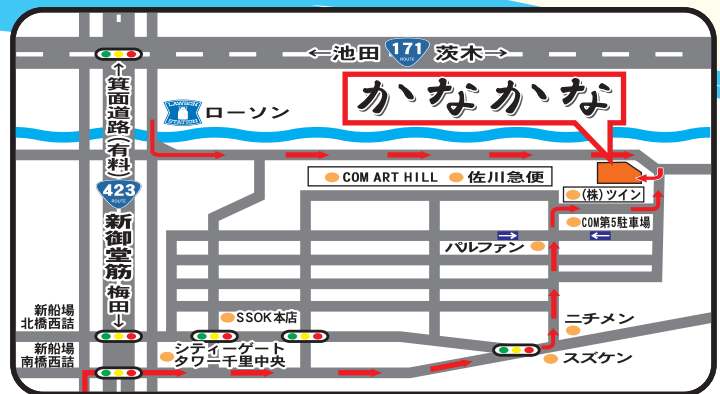 ←池田 171 ROUTE 茨木→
かなかな
LAWSON STATION ローソン
←箕面道路(有料)
423 ROUTE
新御堂筋 梅田→
COM ART HILL 佐川急便
(株)ツイン
COM第5駐車場
→ ←
パルファン
新船場
北橋西詰
SSOK本店
ニチメン
新船場
南橋西詰
シティーゲート
タワー千里中央
スズケン